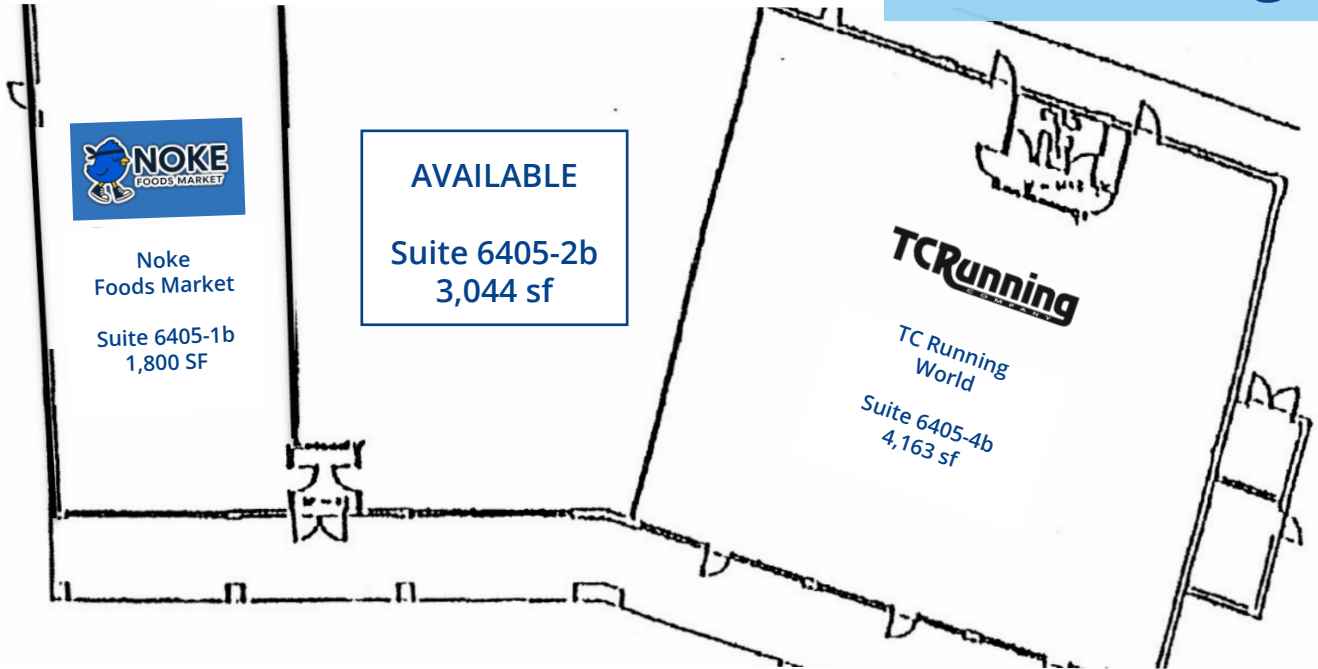 NOKE
FOODS MARKET
Noke
Foods Market
Suite 6405-1b
1,800 SF
AVAILABLE
Suite 6405-2b
3,044 sf
TCRunning
COMPANY
TC Running
World
Suite 6405-4b
4,163 sf